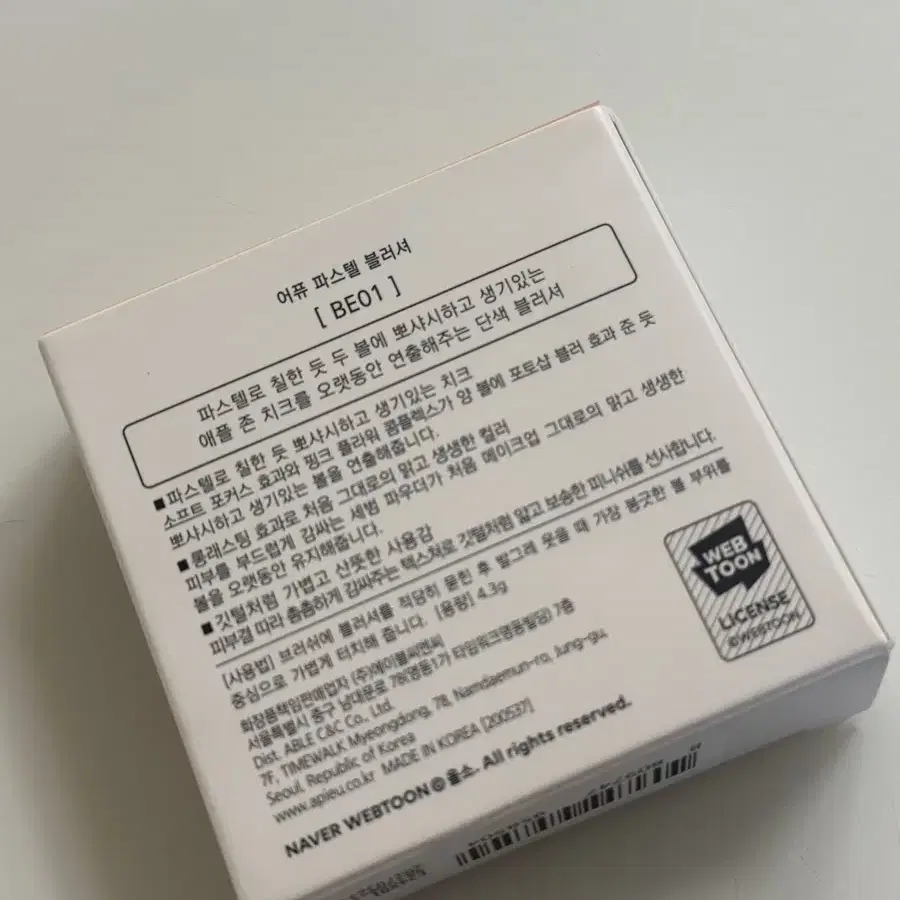 어퓨 파스텔 블러셔
[ BE01 ]
파스텔로 칠한 듯 두 볼에 뽀샤시하고 생기있는
애플 존 치크를 오랫동안 연출해주는 단색 블러셔
■파스텔로 칠한 듯 뽀샤시하고 생기있는 치크
소프트 포커스 효과와 핑크 플라워 콤플렉스가 양 볼에 포토샵 블러 효과 준 듯
뽀샤시하고 생기있는 볼을 연출해줍니다.
■롱래스팅 효과로 처음 그대로의 맑고 생생한 컬러
피부를 부드럽게 감싸는 세범 파우더가 처음 메이크업 그대로의 맑고 생생한
볼을 오랫동안 유지해줍니다.
■깃털처럼 가볍고 산뜻한 사용감
피부결 따라 촘촘하게 감싸주는 텍스처로 깃털처럼 얇고 보송한 피니쉬를 선사합니다.
[사용법] 브러쉬에 블러셔를 적당히 묻힌 후 발그레 웃을 때 가장 봉긋한 볼 부위를
중심으로 가볍게 터치해 줍니다. [용량] 4.3g
화장품책임판매업자 (주)에이블씨엔씨
서울특별시 중구 남대문로 78(명동1가 타임워크명동빌딩) 7층
Dist. ABLE C&C Co., Ltd.
7F, TIMEWALK Myeongdong, 78, Namdaemun-ro, Jung-gu,
Seoul, Republic of Korea
www.apieu.co.kr MADE IN KOREA [200537]
NAVER WEBTOON © 율소. All rights reserved.
WEB
TOON
LICENSE
©WEBTOON